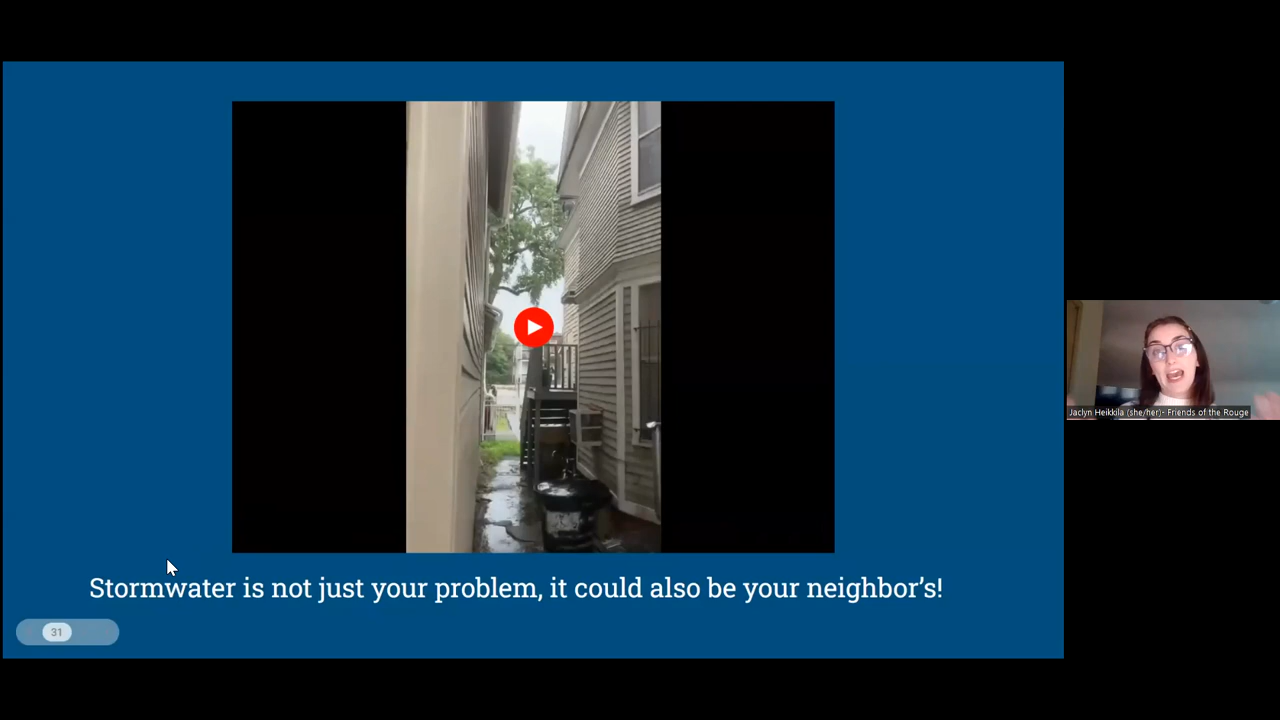 Stormwater is not just your problem, it could also be your neighbor's!
31
Jaclyn Heikkila (she/her)- Friends of the Rouge